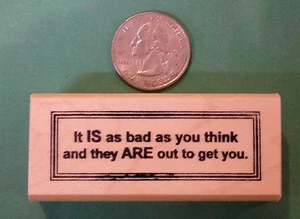 It IS as bad as you think
and they ARE out to get you.